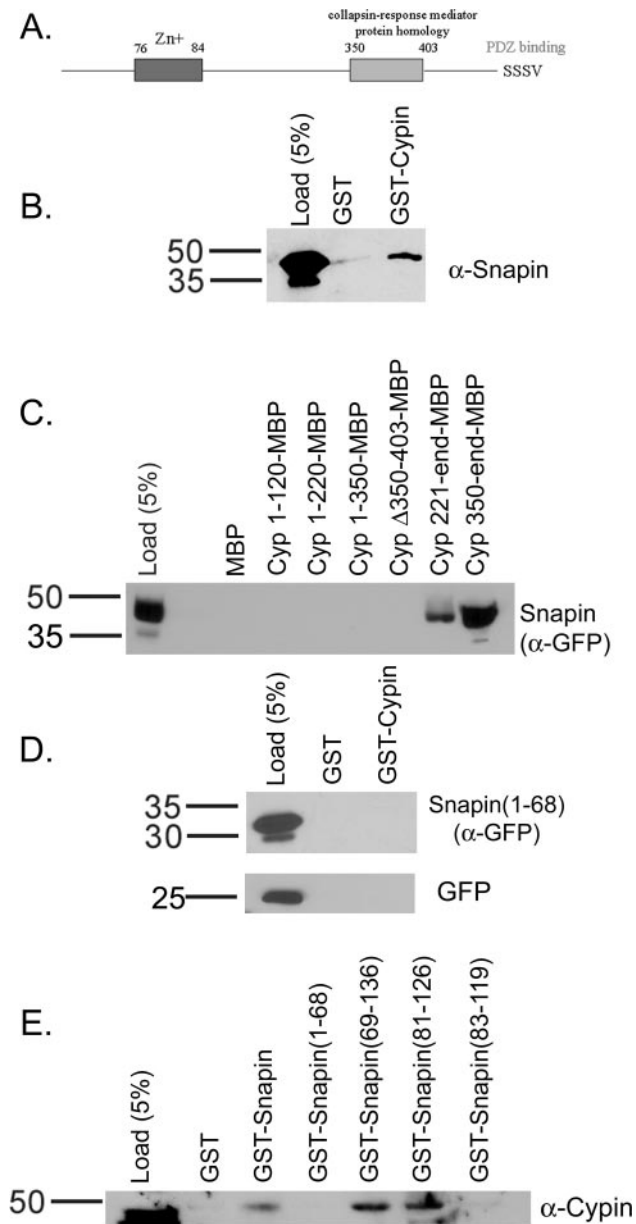 A.
collapsin-response mediator
protein homology
Zn+
76 84 350 403 PDZ binding
SSSV
B.
Load (5%)
GST
GST-Cypin
50
35
α-Snapin
C.
Load (5%)
MBP
Cyp 1-120-MBP
Cyp 1-220-MBP
Cyp 1-350-MBP
Cyp Δ350-403-MBP
Cyp 221-end-MBP
Cyp 350-end-MBP
50
35
Snapin
(α-GFP)
D.
Load (5%)
GST
GST-Cypin
35
30
Snapin(1-68)
(α-GFP)
25
GFP
E.
Load (5%)
GST
GST-Snapin
GST-Snapin(1-68)
GST-Snapin(69-136)
GST-Snapin(81-126)
GST-Snapin(83-119)
50
α-Cypin